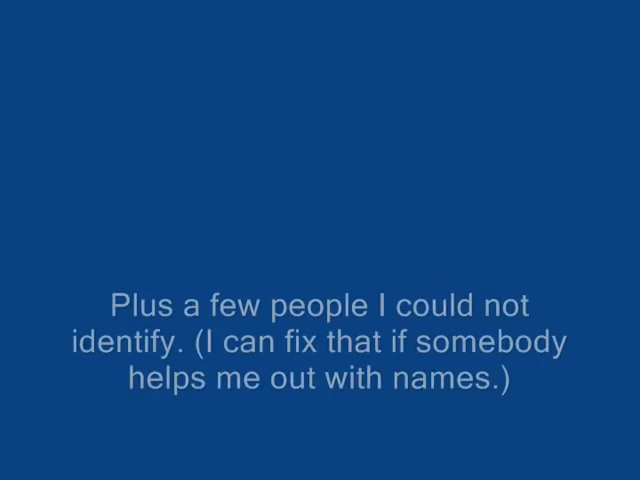 Plus a few people I could not
identify. (I can fix that if somebody
helps me out with names.)